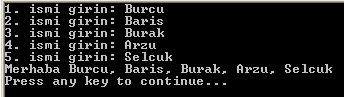 1. ismi girin: Burcu
2. ismi girin: Baris
3. ismi girin: Burak
4. ismi girin: Arzu
5. ismi girin: Selcuk
Merhaba Burcu, Baris, Burak, Arzu, Selcuk
Press any key to continue...